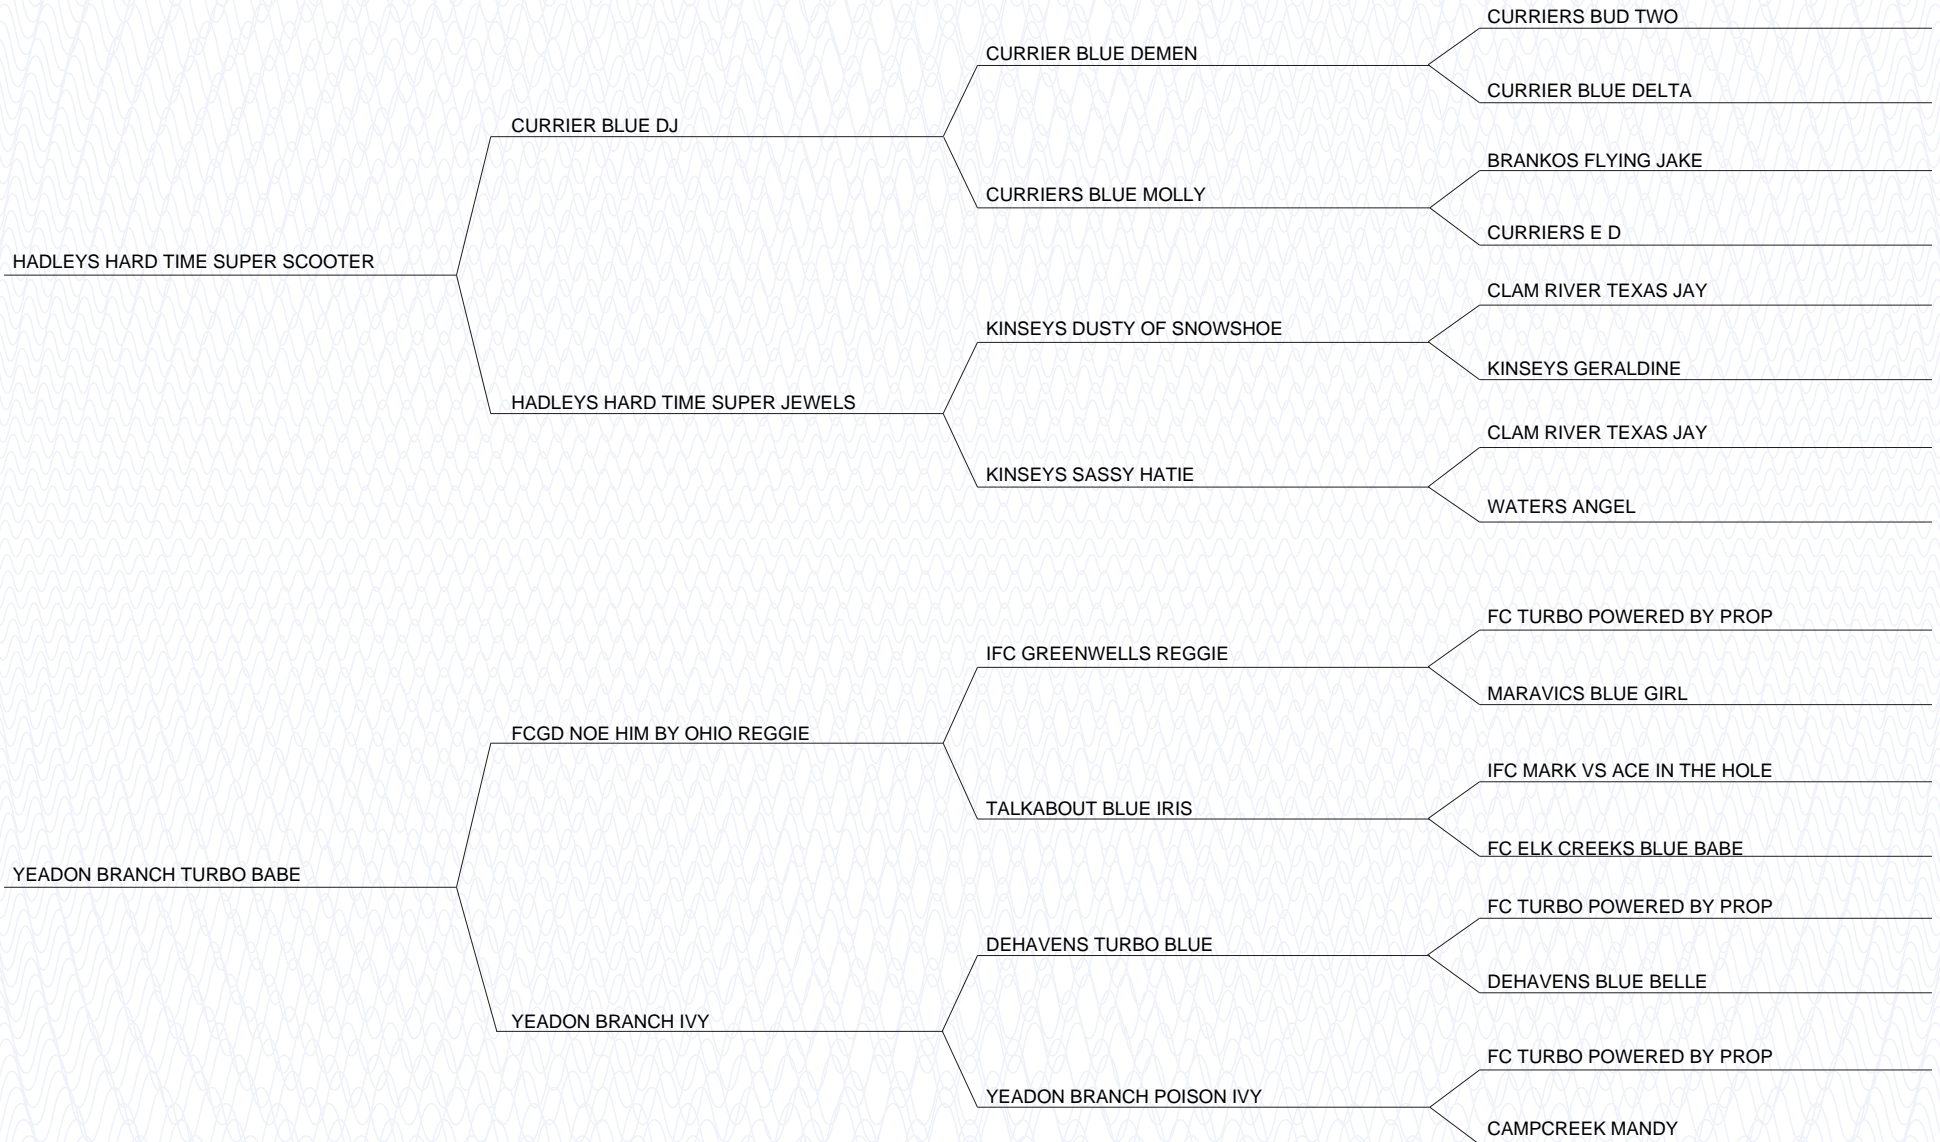 CURRIERS BUD TWO
CURRIER BLUE DEMEN
CURRIER BLUE DELTA
CURRIER BLUE DJ
BRANKOS FLYING JAKE
CURRIERS BLUE MOLLY
CURRIERS E D
HADLEYS HARD TIME SUPER SCOOTER
CLAM RIVER TEXAS JAY
KINSEYS DUSTY OF SNOWSHOE
KINSEYS GERALDINE
HADLEYS HARD TIME SUPER JEWELS
CLAM RIVER TEXAS JAY
KINSEYS SASSY HATIE
WATERS ANGEL
FC TURBO POWERED BY PROP
IFC GREENWELLS REGGIE
MARAVICS BLUE GIRL
FCGD NOE HIM BY OHIO REGGIE
IFC MARK VS ACE IN THE HOLE
TALKABOUT BLUE IRIS
FC ELK CREEKS BLUE BABE
YEADON BRANCH TURBO BABE
FC TURBO POWERED BY PROP
DEHAVENS TURBO BLUE
DEHAVENS BLUE BELLE
YEADON BRANCH IVY
FC TURBO POWERED BY PROP
YEADON BRANCH POISON IVY
CAMPCREEK MANDY